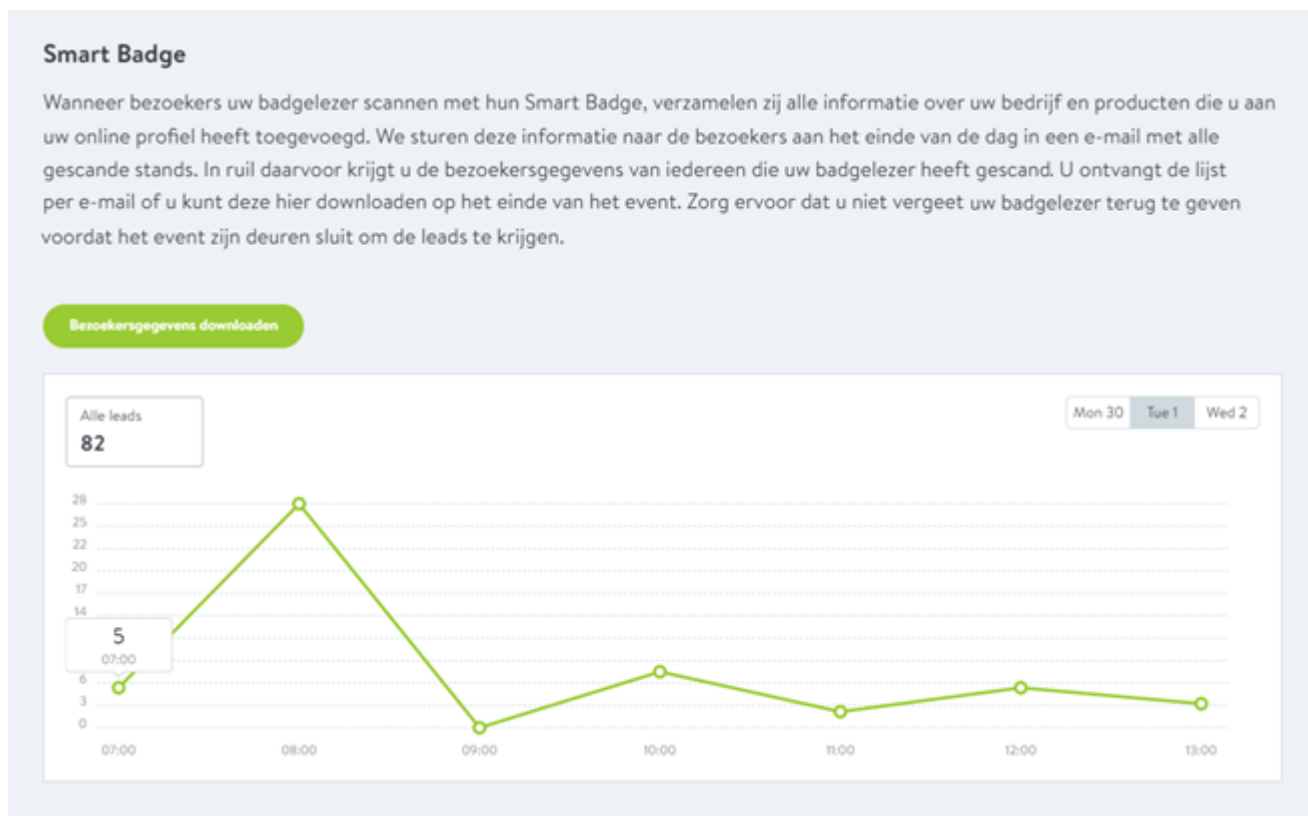 Smart Badge
Wanneer bezoekers uw badgelezer scannen met hun Smart Badge, verzamelen zij alle informatie over uw bedrijf en producten die u aan
uw online profiel heeft toegevoegd. We sturen deze informatie naar de bezoekers aan het einde van de dag in een e-mail met alle
gescande stands. In ruil daarvoor krijgt u de bezoekersgegevens van iedereen die uw badgelezer heeft gescand. U ontvangt de lijst
per e-mail of u kunt deze hier downloaden op het einde van het event. Zorg ervoor dat u niet vergeet uw badgelezer terug te geven
voordat het event zijn deuren sluit om de leads te krijgen.
Bezoekersgegevens downloaden
Alle leads
82
Mon 30 Tue 1 Wed 2
28
25
22
20
17
14
5
07:00
6
3
0
07:00 08:00 09:00 10:00 11:00 12:00 13:00